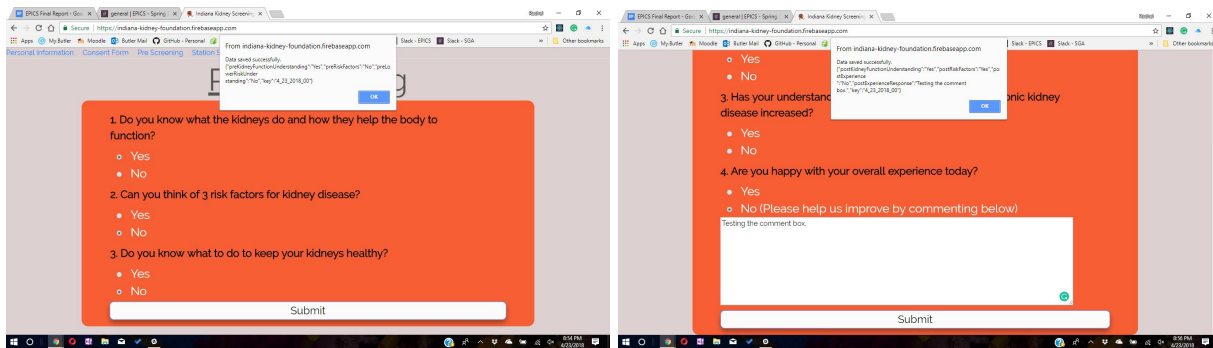 EPICS Final Report - Goo
general | EPICS - Spring
Indiana Kidney Screening
Secure | https://indiana-kidney-foundation.firebaseapp.com
Apps My.Butler Moodle Butler Mail GitHub - Personal
Slack - EPICS Slack - SGA
Other bookmarks
Personal Information Consent Form Pre Screening Station S
From indiana-kidney-foundation.firebaseapp.com
Data saved successfully.
{"preKidneyFunctionUnderstanding":"Yes","preRiskFactors":"No","preLo
werRiskUnder
standing":"No","key":"4_23_2018_00"}
OK
1. Do you know what the kidneys do and how they help the body to
function?
Yes
No
2. Can you think of 3 risk factors for kidney disease?
Yes
No
3. Do you know what to do to keep your kidneys healthy?
Yes
No
Submit
8:54 PM
4/23/2018
EPICS Final Report - Goo
general | EPICS - Spring
Indiana Kidney Screening
Secure | https://indiana-kidney-foundation.firebaseapp.com
Apps My.Butler Moodle Butler Mail GitHub - Personal
Slack - EPICS Slack - SGA
Other bookmarks
From indiana-kidney-foundation.firebaseapp.com
Data saved successfully.
{"postKidneyFunctionUnderstanding":"Yes","postRiskFactors":"Yes","po
stExperience
":"No","postExperienceResponse":"Testing the comment
box.","key":"4_23_2018_00"}
OK
Yes
No
3. Has your understand onic kidney
disease increased?
Yes
No
4. Are you happy with your overall experience today?
Yes
No (Please help us improve by commenting below)
Testing the comment box.
Submit
8:56 PM
4/23/2018